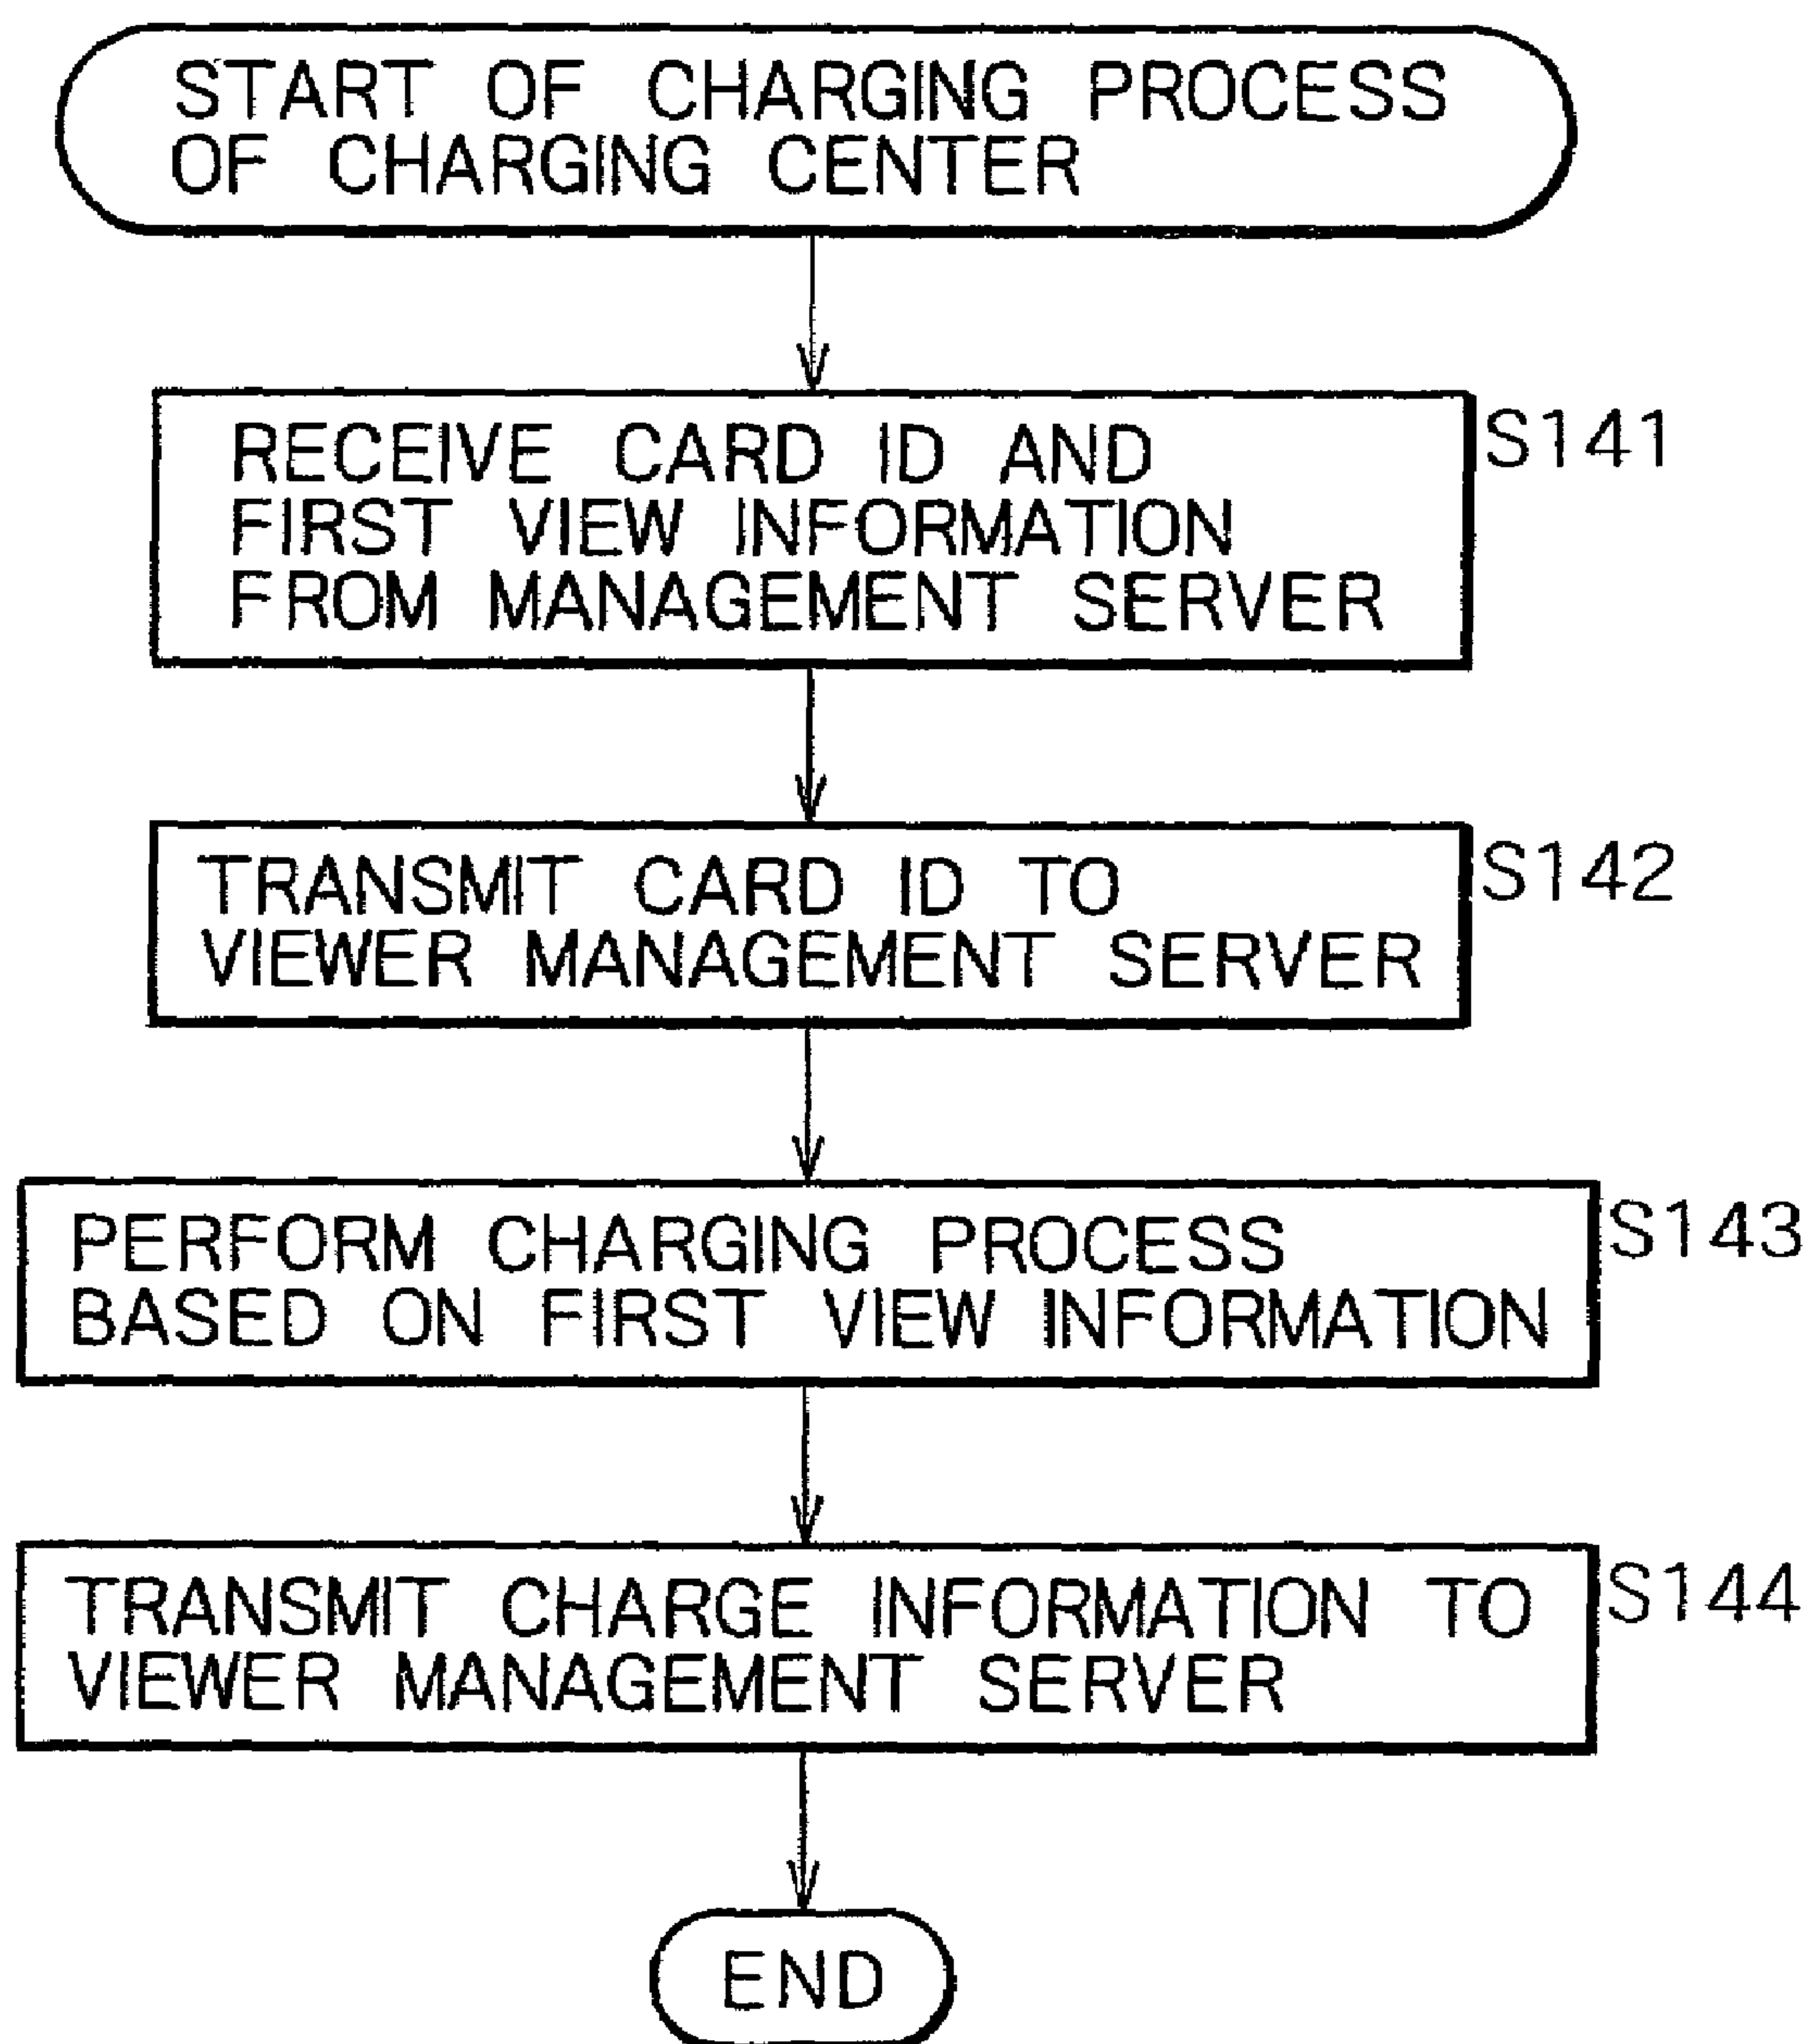 START OF CHARGING PROCESS
OF CHARGING CENTER
RECEIVE CARD ID AND
FIRST VIEW INFORMATION
FROM MANAGEMENT SERVER
S141
TRANSMIT CARD ID TO
VIEWER MANAGEMENT SERVER
S142
PERFORM CHARGING PROCESS
BASED ON FIRST VIEW INFORMATION
S143
TRANSMIT CHARGE INFORMATION TO
VIEWER MANAGEMENT SERVER
S144
END